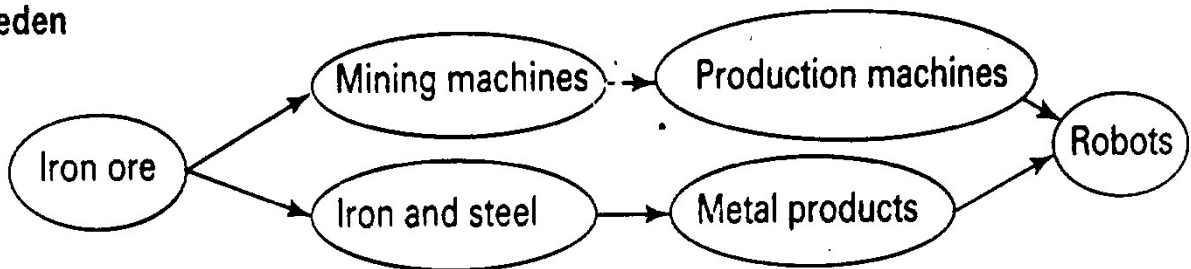 eden
Mining machines
Production machines
Iron ore
Robots
Iron and steel
Metal products